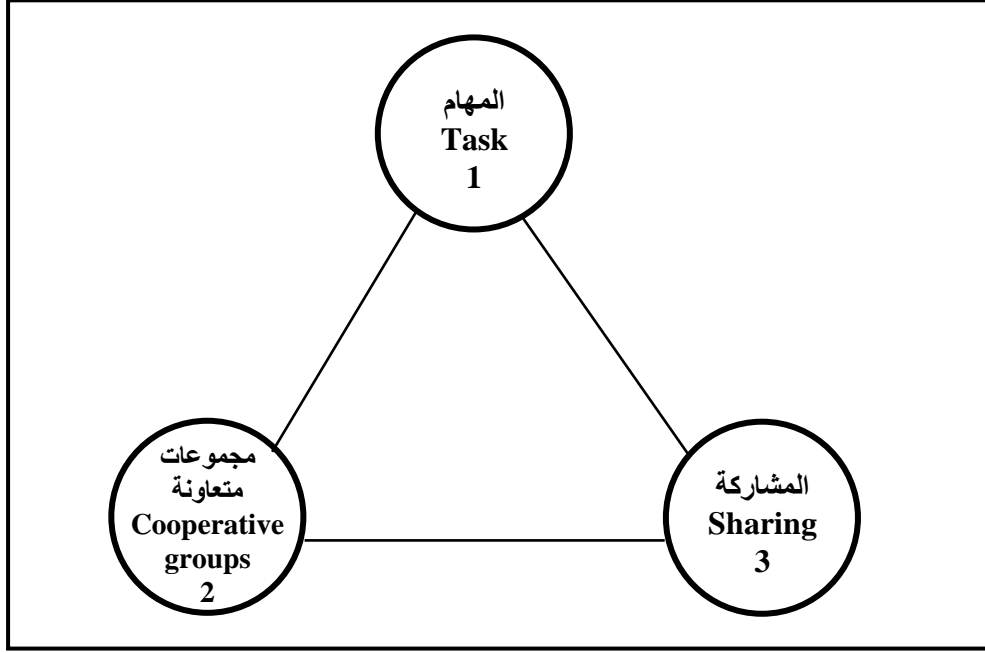 المهام
Task
1
مجموعات
متعاونة
Cooperative
groups
2
المشاركة
Sharing
3